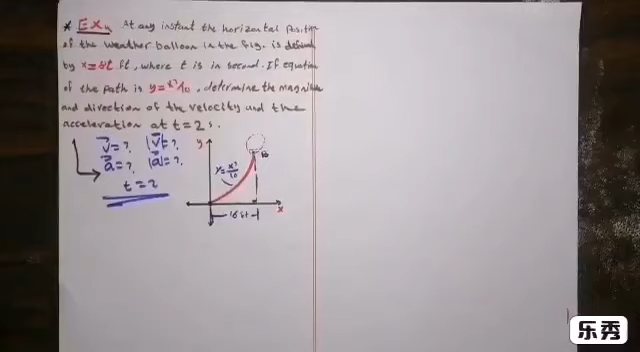 * EX, At any instant the horizontal Position
of the weather balloon in the fig. is defined
by x=8t ft, where t is in second. If equation
of the path is y=x²/10, determine the magnitude
and direction of the velocity and the
acceleration at t=2 s.
v=? |v|=?
a=? |a|=?
t=2
y
B
y=x²/10
16 ft
x
乐秀